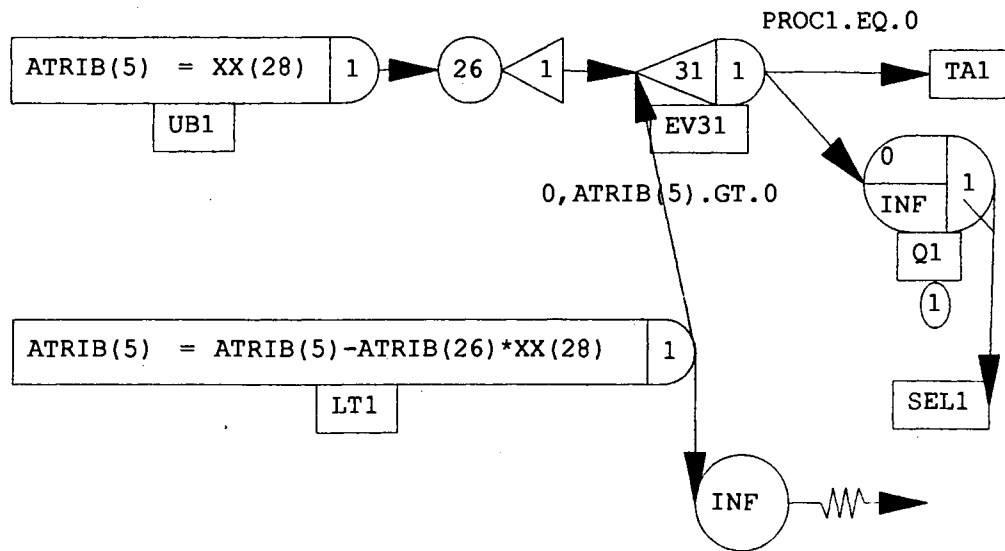 PROC1.EQ.0
ATRIB(5) = XX(28) 1
26
1
31 1
TA1
UB1
EV31
0
INF
1
0,ATRIB(5).GT.0
Q1
1
ATRIB(5) = ATRIB(5)-ATRIB(26)*XX(28) 1
LT1
SEL1
INF